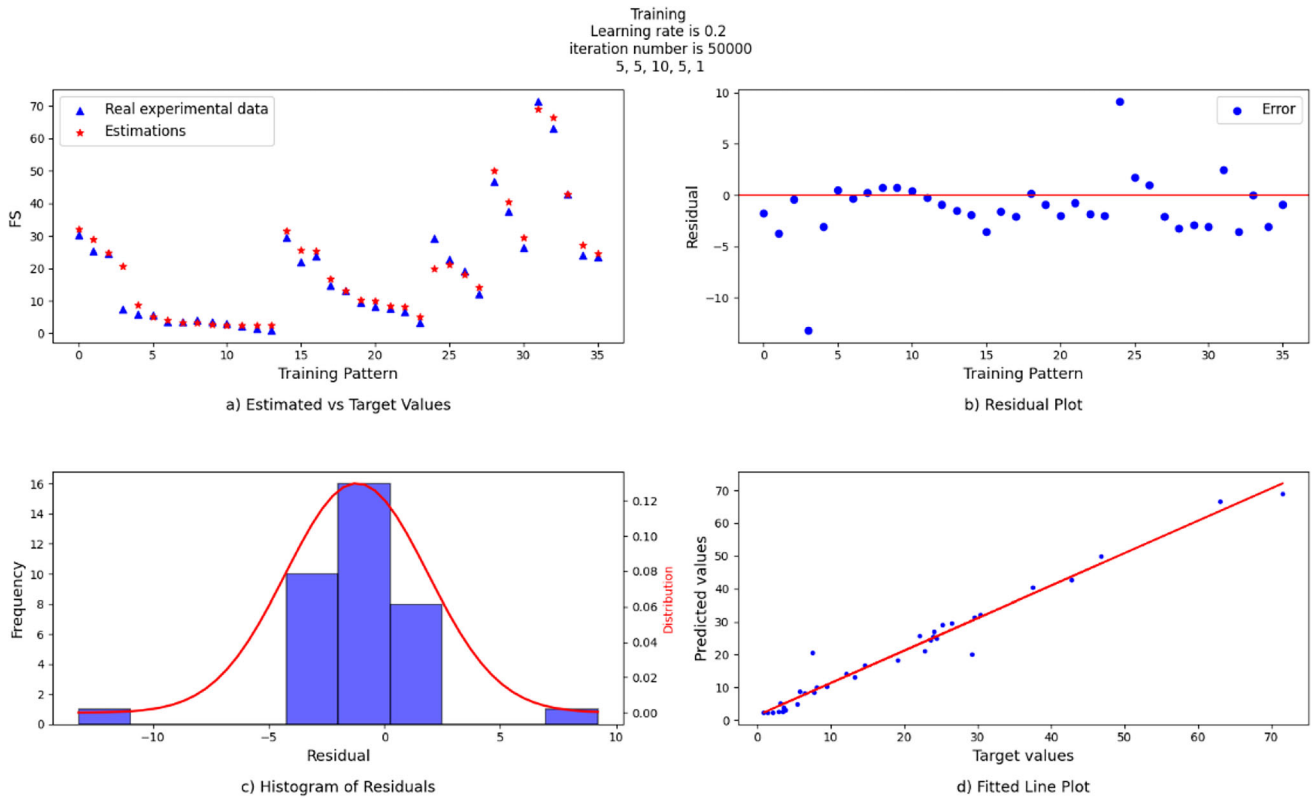 Training
Learning rate is 0.2
iteration number is 50000
5, 5, 10, 5, 1
Real experimental data
Estimations
FS
70
60
50
40
30
20
10
0
0 5 10 15 20 25 30 35
Training Pattern
a) Estimated vs Target Values
Error
Residual
10
5
0
−5
−10
0 5 10 15 20 25 30 35
Training Pattern
b) Residual Plot
Frequency
16
14
12
10
8
6
4
2
0
0.12
0.10
0.08
0.06
0.04
0.02
0.00
Distribution
−10 −5 0 5 10
Residual
c) Histogram of Residuals
Predicted values
70
60
50
40
30
20
10
0
0 10 20 30 40 50 60 70
Target values
d) Fitted Line Plot